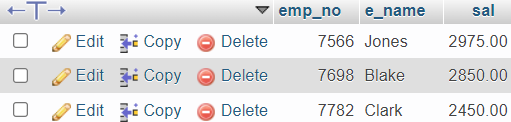 emp_no e_name sal
Edit Copy Delete 7566 Jones 2975.00
Edit Copy Delete 7698 Blake 2850.00
Edit Copy Delete 7782 Clark 2450.00